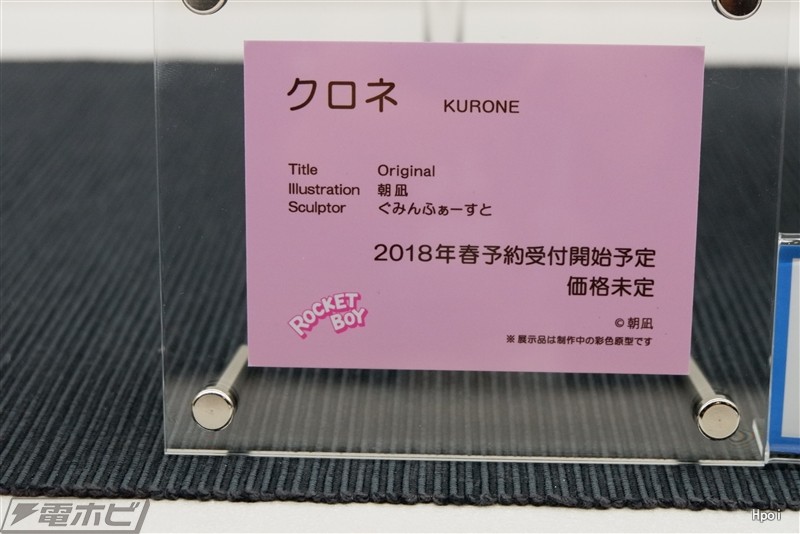 クロネ KURONE
Title Original
Illustration 朝凪
Sculptor ぐみんふぁーすと
2018年春予約受付開始予定
価格未定
ROCKET BOY
©朝凪
※展示品は制作中の彩色原型です
電ホビ
Hpoi